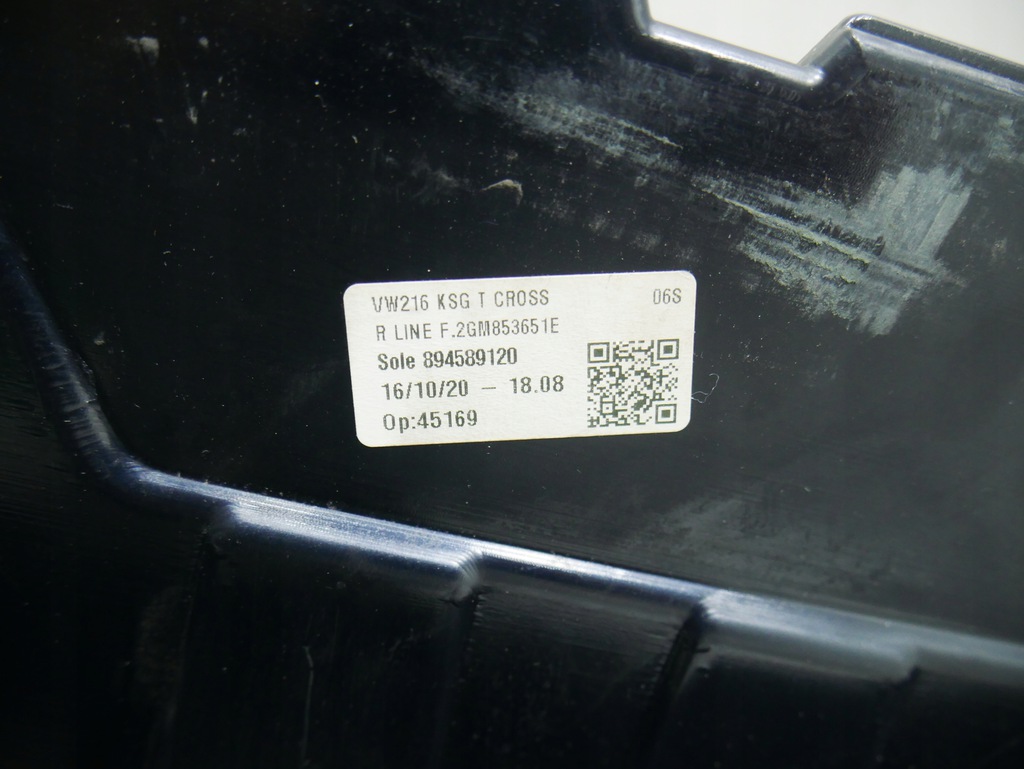 VW216 KSG T CROSS 06S
R LINE F.2GM853651E
Sole 894589120
16/10/20 – 18.08
Op:45169